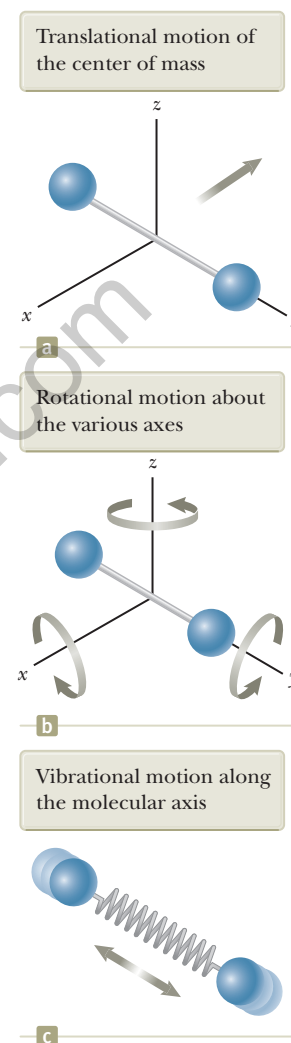 Translational motion of
the center of mass
z
x
a
.com
Rotational motion about
the various axes
z
x
b
Vibrational motion along
the molecular axis
c